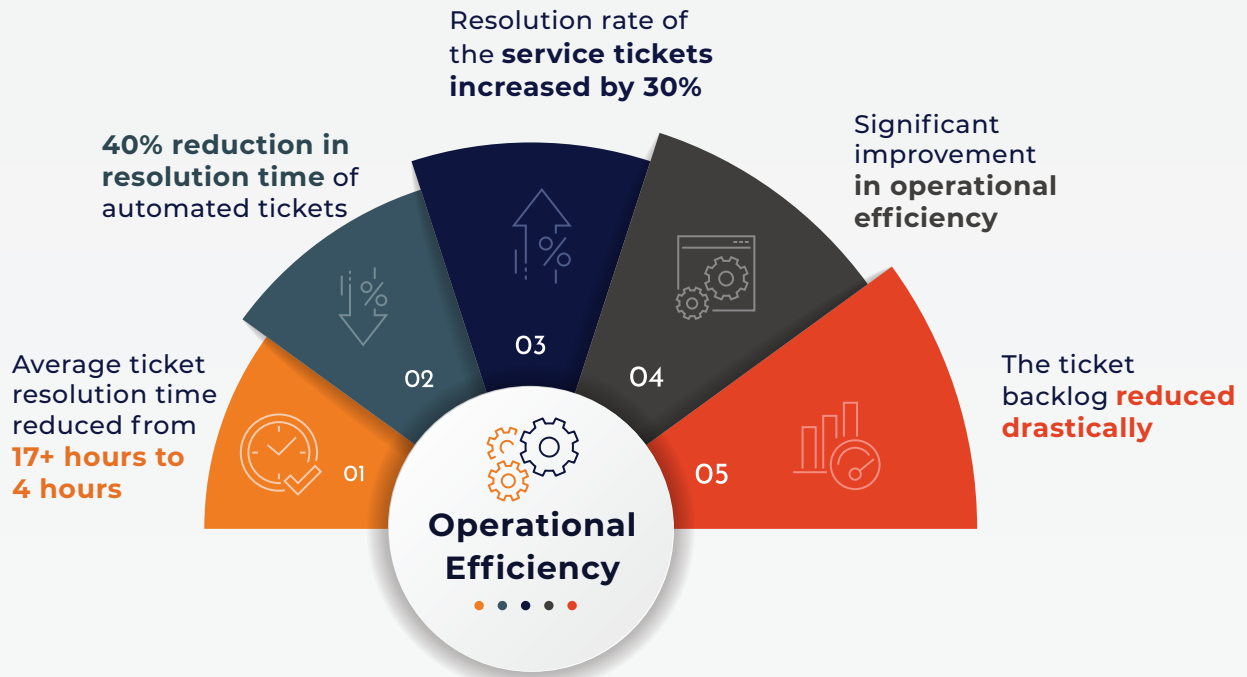 Resolution rate of
the service tickets
increased by 30%
40% reduction in
resolution time of
automated tickets
Significant
improvement
in operational
efficiency
Average ticket
resolution time
reduced from
17+ hours to
4 hours
The ticket
backlog reduced
drastically
01
02
03
04
05
%
%
Operational
Efficiency